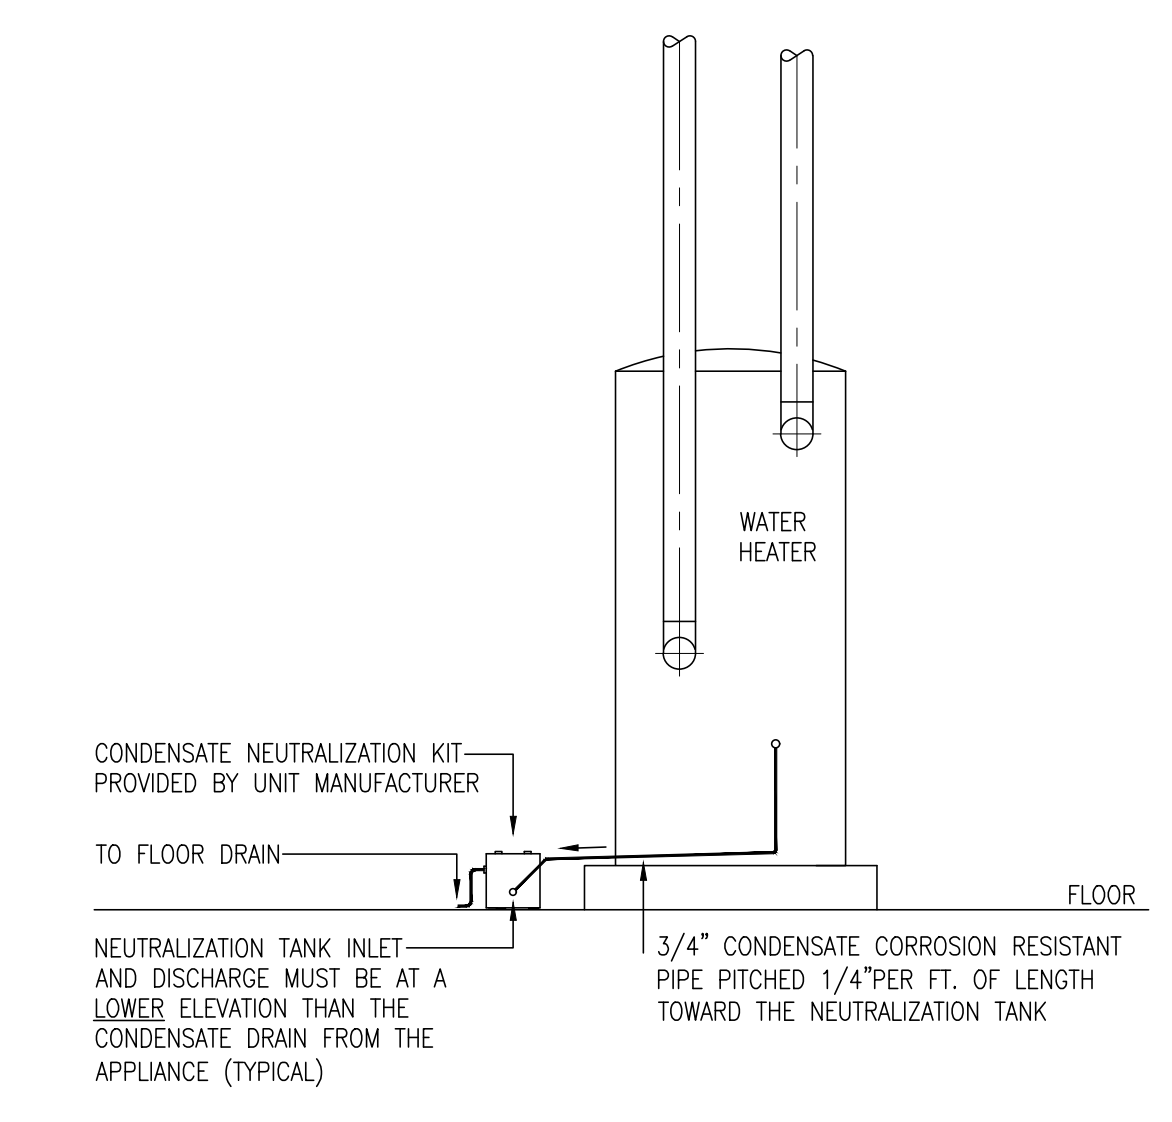 WATER
HEATER
CONDENSATE NEUTRALIZATION KIT
PROVIDED BY UNIT MANUFACTURER
TO FLOOR DRAIN
FLOOR
NEUTRALIZATION TANK INLET
AND DISCHARGE MUST BE AT A
LOWER ELEVATION THAN THE
CONDENSATE DRAIN FROM THE
APPLIANCE (TYPICAL)
3/4" CONDENSATE CORROSION RESISTANT
PIPE PITCHED 1/4"PER FT. OF LENGTH
TOWARD THE NEUTRALIZATION TANK